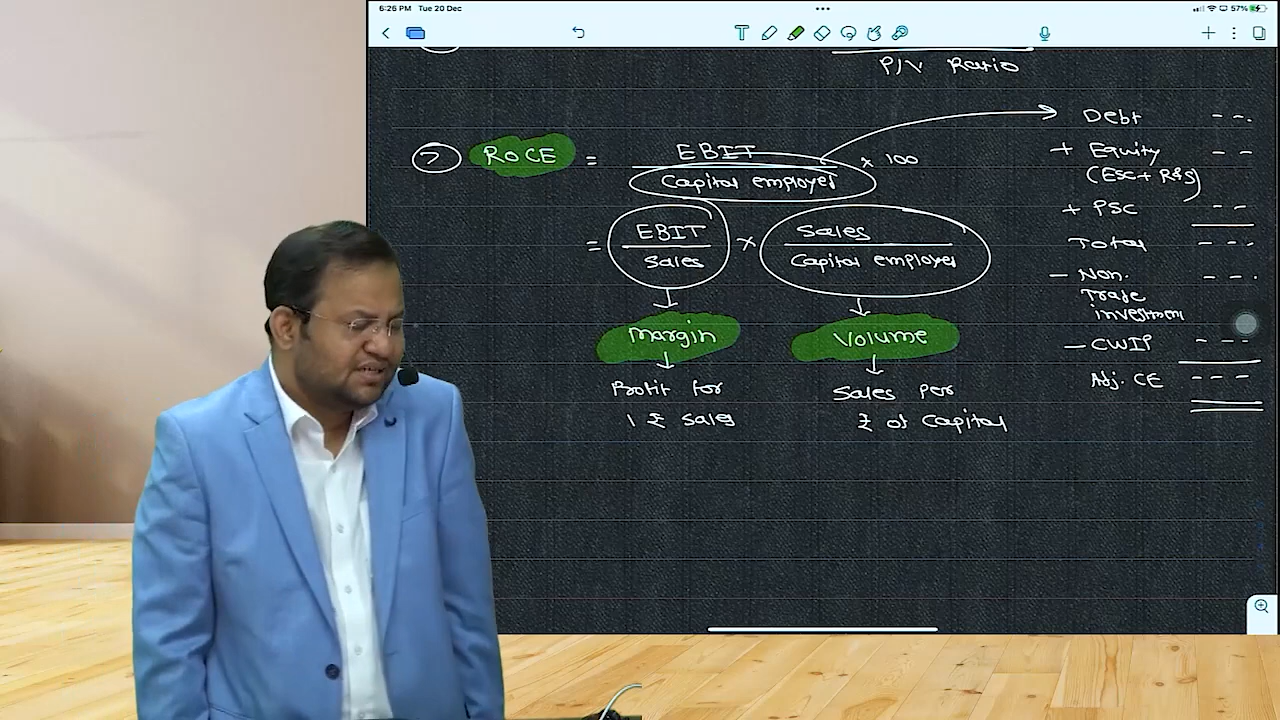 6:26 PM Tue 20 Dec
57%
P/V Ratio
7 ROCE = EBIT / Capital employed × 100
= EBIT / Sales × Sales / Capital employed
Margin Volume
Profit for Sales per
1 ₹ Sales ₹ of Capital
Debt --.
+ Equity --
(ESC + R&S)
+ PSC --
Total ---
- Non. ---
Trade
investment
- CWIP ---
Adj. CE ---